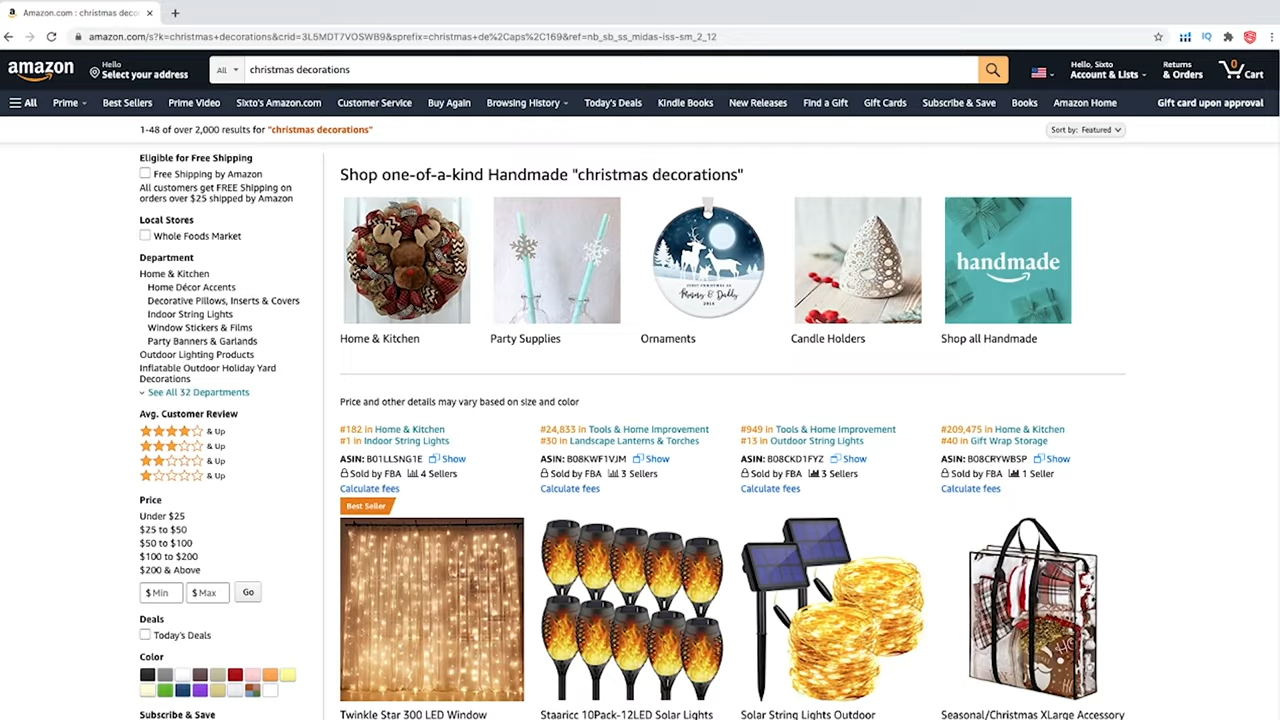 Amazon.com : christmas deco
amazon.com/s?k=christmas+decorations&crid=3L5MDT7VOSWB9&sprefix=christmas+de%2Caps%2C169&ref=nb_sb_ss_midas-iss-sm_2_12
amazon
Hello
Select your address
All
christmas decorations
Hello, Sixto
Account & Lists
Returns
& Orders
0
Cart
All Prime Best Sellers Prime Video Sixto's Amazon.com Customer Service Buy Again Browsing History Today's Deals Kindle Books New Releases Find a Gift Gift Cards Subscribe & Save Books Amazon Home Gift card upon approval
1-48 of over 2,000 results for "christmas decorations"
Sort by: Featured
Eligible for Free Shipping
Free Shipping by Amazon
All customers get FREE Shipping on
orders over $25 shipped by Amazon
Local Stores
Whole Foods Market
Department
Home & Kitchen
Home Décor Accents
Decorative Pillows, Inserts & Covers
Indoor String Lights
Window Stickers & Films
Party Banners & Garlands
Outdoor Lighting Products
Inflatable Outdoor Holiday Yard
Decorations
See All 32 Departments
Avg. Customer Review
& Up
& Up
& Up
& Up
Price
Under $25
$25 to $50
$50 to $100
$100 to $200
$200 & Above
$ Min $ Max Go
Deals
Today's Deals
Color
Subscribe & Save
Shop one-of-a-kind Handmade "christmas decorations"
Mommy & Daddy
handmade
Home & Kitchen Party Supplies Ornaments Candle Holders Shop all Handmade
Price and other details may vary based on size and color
#182 in Home & Kitchen
#1 in Indoor String Lights
ASIN: B01LLSNG1E Show
Sold by FBA 4 Sellers
Calculate fees
Best Seller
Twinkle Star 300 LED Window
#24,833 in Tools & Home Improvement
#30 in Landscape Lanterns & Torches
ASIN: B08KWF1VJM Show
Sold by FBA 3 Sellers
Calculate fees
Staaricc 10Pack-12LED Solar Lights
#949 in Tools & Home Improvement
#13 in Outdoor String Lights
ASIN: B08CKD1FYZ Show
Sold by FBA 3 Sellers
Calculate fees
Solar String Lights Outdoor
#209,475 in Home & Kitchen
#40 in Gift Wrap Storage
ASIN: B08CRYWBSP Show
Sold by FBA 1 Seller
Calculate fees
Seasonal/Christmas XLarge Accessory